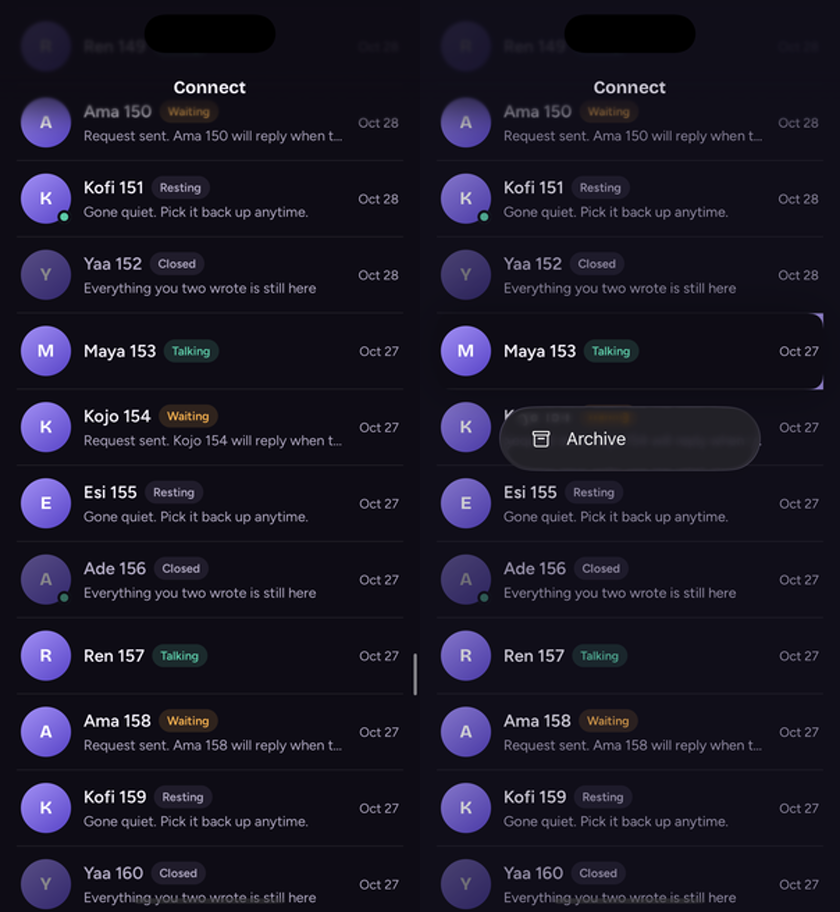 Ren 149
Oct 28
Connect
Ama 150 Waiting
Request sent. Ama 150 will reply when t...
Oct 28
Kofi 151 Resting
Gone quiet. Pick it back up anytime.
Oct 28
Yaa 152 Closed
Everything you two wrote is still here
Oct 28
Maya 153 Talking
Oct 27
Kojo 154 Waiting
Request sent. Kojo 154 will reply when t...
Oct 27
Esi 155 Resting
Gone quiet. Pick it back up anytime.
Oct 27
Ade 156 Closed
Everything you two wrote is still here
Oct 27
Ren 157 Talking
Oct 27
Ama 158 Waiting
Request sent. Ama 158 will reply when t...
Oct 27
Kofi 159 Resting
Gone quiet. Pick it back up anytime.
Oct 27
Yaa 160 Closed
Everything you two wrote is still here
Oct 27
Ren 149
Connect
Ama 150 Waiting
Request sent. Ama 150 will reply when t...
Oct 28
Kofi 151 Resting
Gone quiet. Pick it back up anytime.
Oct 28
Yaa 152 Closed
Everything you two wrote is still here
Oct 28
Maya 153 Talking
Oct 27
Archive
Oct 27
Esi 155 Resting
Gone quiet. Pick it back up anytime.
Oct 27
Ade 156 Closed
Everything you two wrote is still here
Oct 27
Ren 157 Talking
Oct 27
Ama 158 Waiting
Request sent. Ama 158 will reply when t...
Oct 27
Kofi 159 Resting
Gone quiet. Pick it back up anytime.
Oct 27
Yaa 160 Closed
Everything you two wrote is still here
Oct 27